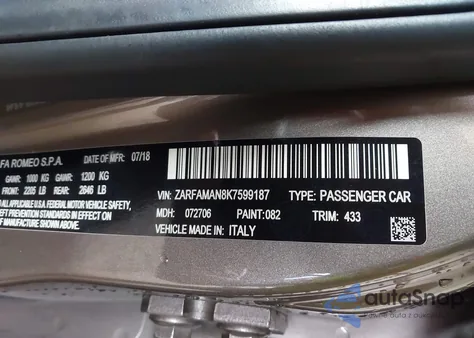 FA ROMEO S.P.A. DATE OF MFR: 07/18
GAWR: 1000 KG GAWR: 1200 KG
FRONT: 2205 LB REAR: 2646 LB
APPLICABLE U.S.A. FEDERAL MOTOR VEHICLE SAFETY,
FT PREVENTION STANDARDS IN EFFECT ON
OF MANUFACTURE SHOWN ABOVE.
VIN: ZARFAMAN8K7599187 TYPE: PASSENGER CAR
MDH: 072706 PAINT: 082 TRIM: 433
VEHICLE MADE IN: ITALY
autoSnap